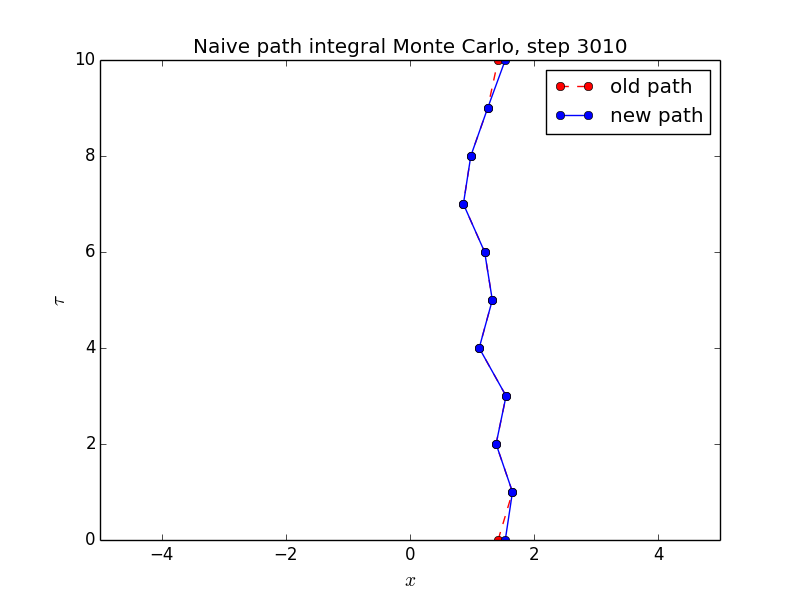 Naive path integral Monte Carlo, step 3010
old path
new path
10
8
6
4
2
0
τ
−4 −2 0 2 4
x